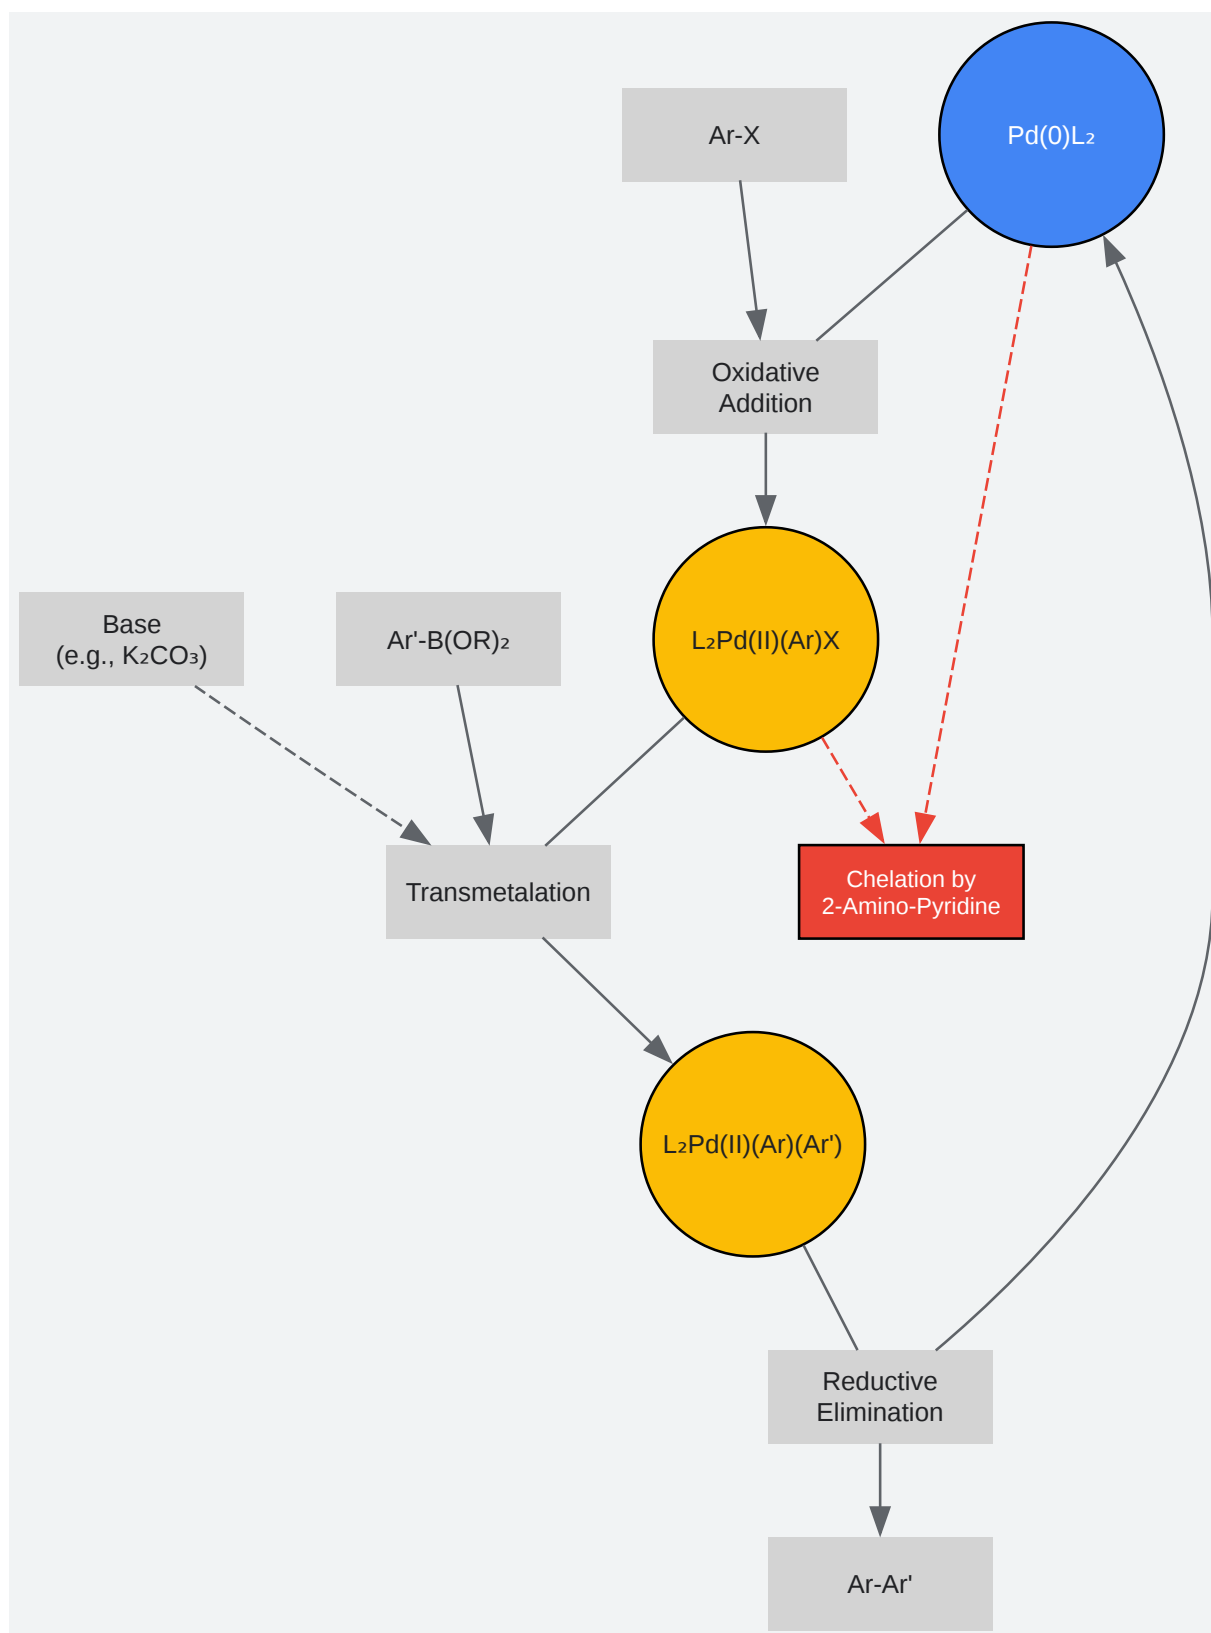 Ar-X
Pd(0)L₂
Oxidative
Addition
Base
(e.g., K₂CO₃)
Ar'-B(OR)₂
L₂Pd(II)(Ar)X
Transmetalation
Chelation by
2-Amino-Pyridine
L₂Pd(II)(Ar)(Ar')
Reductive
Elimination
Ar-Ar'